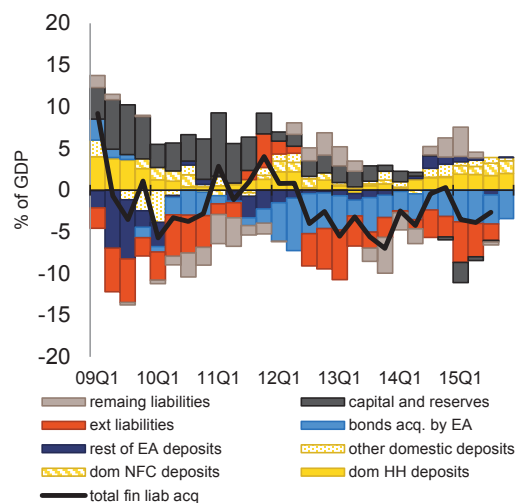 20
15
10
5
0
-5
-10
-15
-20
% of GDP
09Q1 10Q1 11Q1 12Q1 13Q1 14Q1 15Q1
remaing liabilities capital and reserves
ext liabilities bonds acq. by EA
rest of EA deposits other domestic deposits
dom NFC deposits dom HH deposits
total fin liab acq